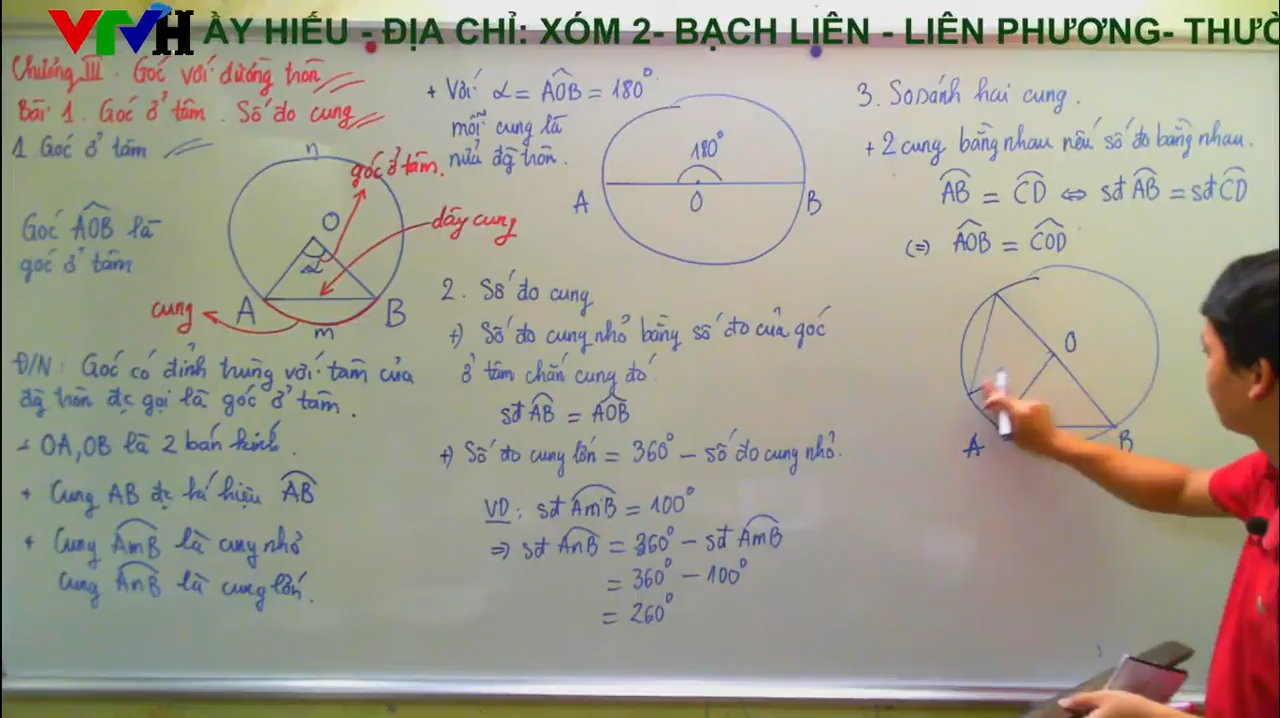 VTVH ẦY HIẾU - ĐỊA CHỈ: XÓM 2- BẠCH LIÊN - LIÊN PHƯƠNG- THƯỜ
Chương III. Góc với đường tròn
Bài 1. Góc ở tâm. Số đo cung
1 Góc ở tâm
n
góc ở tâm.
O
dây cung
Góc AOB là
góc ở tâm
α
cung
A
B
m
Đ/N: Góc có đỉnh trùng với tâm của
đg tròn đc gọi là góc ở tâm.
- OA, OB là 2 bán kính.
+ Cung AB đc kí hiệu AB
+ Cung AmB là cung nhỏ
Cung AnB là cung lớn.
+ Với α = AOB = 180°
mỗi cung là
nửa đg tròn.
180°
A
O
B
2. Số đo cung
+) Số đo cung nhỏ bằng số đo của góc
ở tâm chắn cung đó.
sđ AB = AOB
+) Số đo cung lớn = 360° - số đo cung nhỏ.
VD: sđ AmB = 100°
⇒ sđ AnB = 360° - sđ AmB
= 360° - 100°
= 260°
3. So sánh hai cung.
+ 2 cung bằng nhau nếu số đo bằng nhau.
AB = CD ⇔ sđ AB = sđ CD
(=) AOB = COD
O
A
B